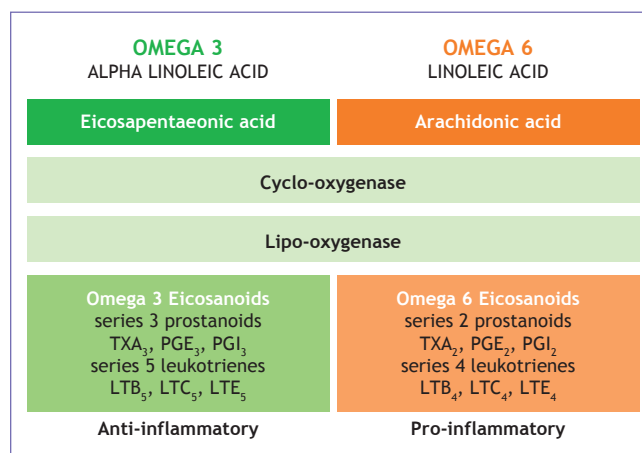 OMEGA 3
ALPHA LINOLEIC ACID
OMEGA 6
LINOLEIC ACID
Eicosapentaeonic acid
Arachidonic acid
Cyclo-oxygenase
Lipo-oxygenase
Omega 3 Eicosanoids
series 3 prostanoids
TXA₃, PGE₃, PGI₃
series 5 leukotrienes
LTB₅, LTC₅, LTE₅
Anti-inflammatory
Omega 6 Eicosanoids
series 2 prostanoids
TXA₂, PGE₂, PGI₂
series 4 leukotrienes
LTB₄, LTC₄, LTE₄
Pro-inflammatory